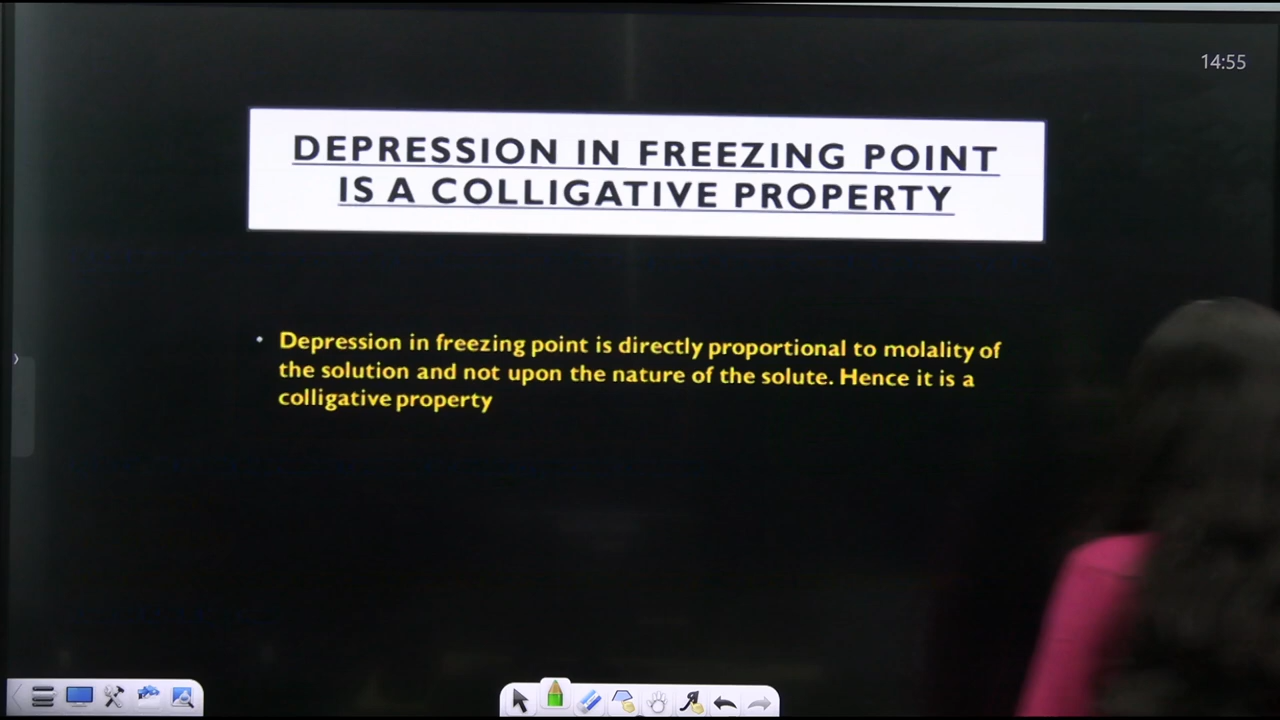 14:55
DEPRESSION IN FREEZING POINT
IS A COLLIGATIVE PROPERTY
• Depression in freezing point is directly proportional to molality of
the solution and not upon the nature of the solute. Hence it is a
colligative property